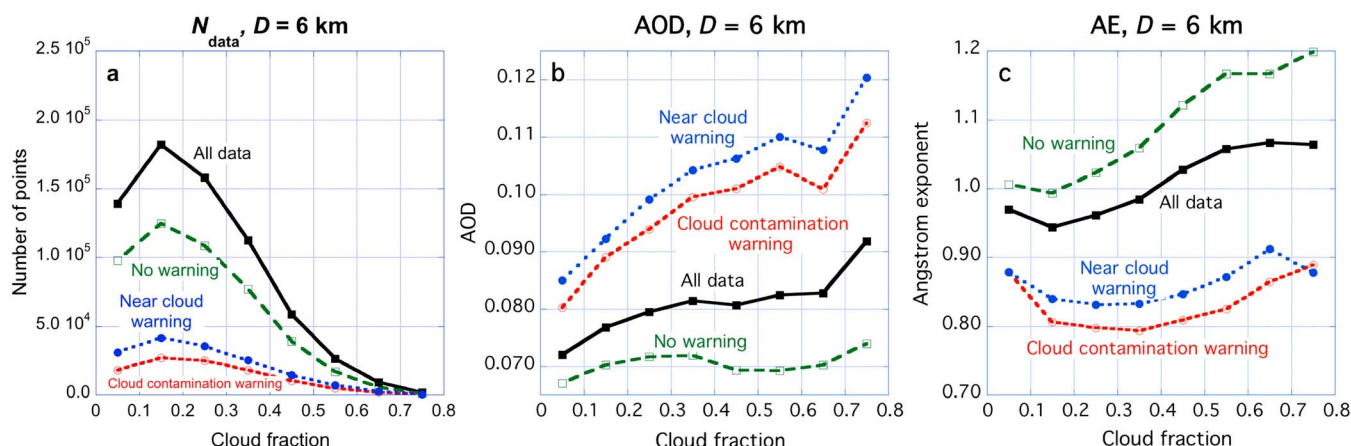 N_data, D = 6 km
2.5 10^5
2.0 10^5
1.5 10^5
1.0 10^5
5.0 10^4
0.0
Number of points
a
All data
No warning
Near cloud
warning
Cloud contamination warning
0 0.1 0.2 0.3 0.4 0.5 0.6 0.7 0.8
Cloud fraction
AOD, D = 6 km
0.12
0.11
0.10
0.090
0.080
0.070
AOD
b
Near cloud
warning
Cloud contamination
warning
All data
No warning
0 0.1 0.2 0.3 0.4 0.5 0.6 0.7 0.8
Cloud fraction
AE, D = 6 km
1.2
1.1
1.0
0.90
0.80
0.70
Angstrom exponent
c
No warning
All data
Near cloud
warning
Cloud contamination warning
0 0.1 0.2 0.3 0.4 0.5 0.6 0.7 0.8
Cloud fraction